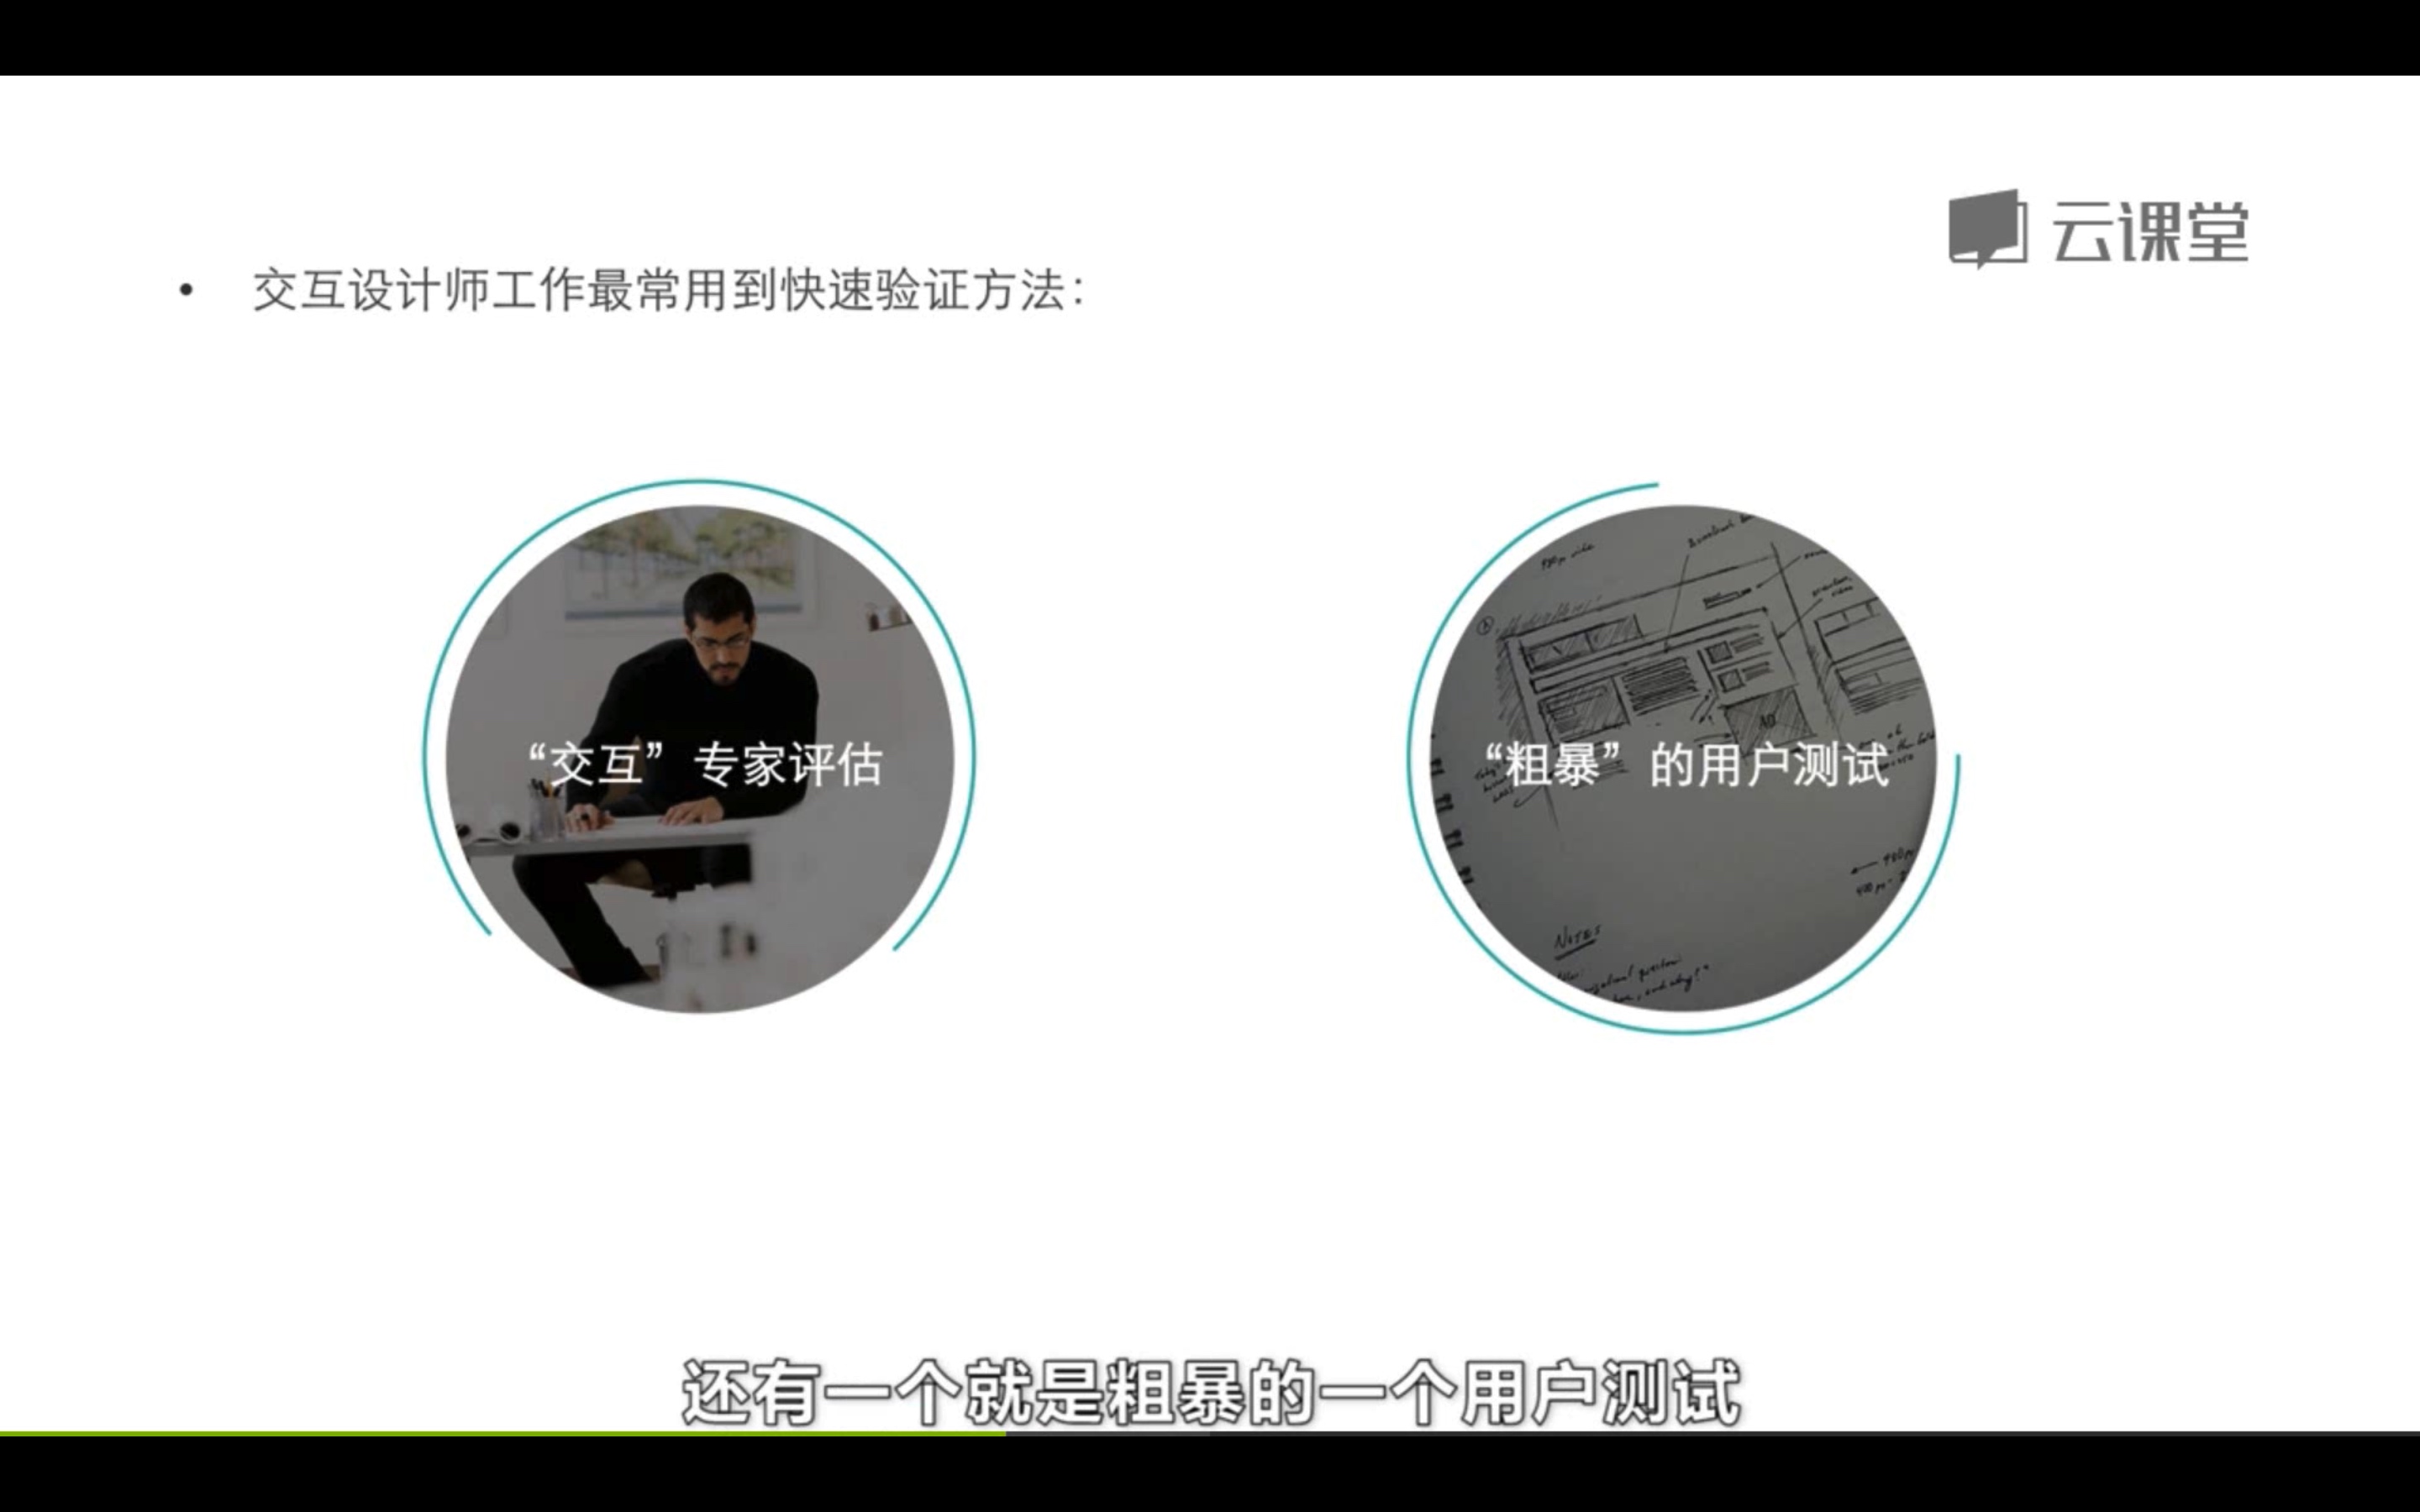 云课堂
• 交互设计师工作最常用到快速验证方法：
“交互”专家评估
“粗暴”的用户测试
AD
NOTES
还有一个就是粗暴的一个用户测试